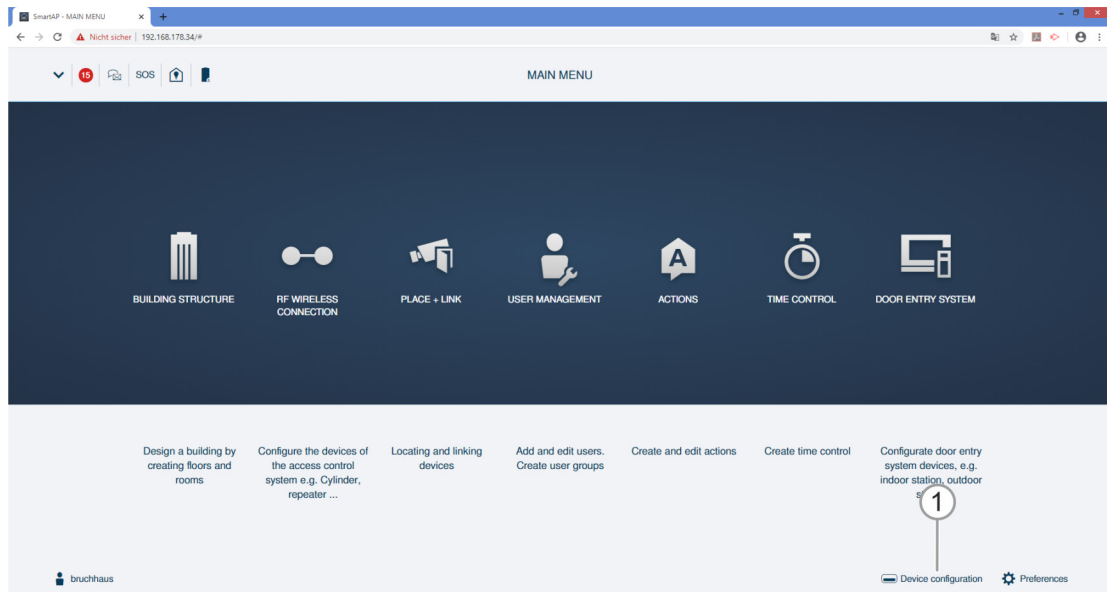 SmartAP - MAIN MENU
Nicht sicher | 192.168.178.34/#
15
SOS
MAIN MENU
BUILDING STRUCTURE
RF WIRELESS
CONNECTION
PLACE + LINK
USER MANAGEMENT
A
ACTIONS
TIME CONTROL
DOOR ENTRY SYSTEM
Design a building by
creating floors and
rooms
Configure the devices of
the access control
system e.g. Cylinder,
repeater ...
Locating and linking
devices
Add and edit users.
Create user groups
Create and edit actions
Create time control
Configurate door entry
system devices, e.g.
indoor station, outdoor
1
bruchhaus
Device configuration
Preferences